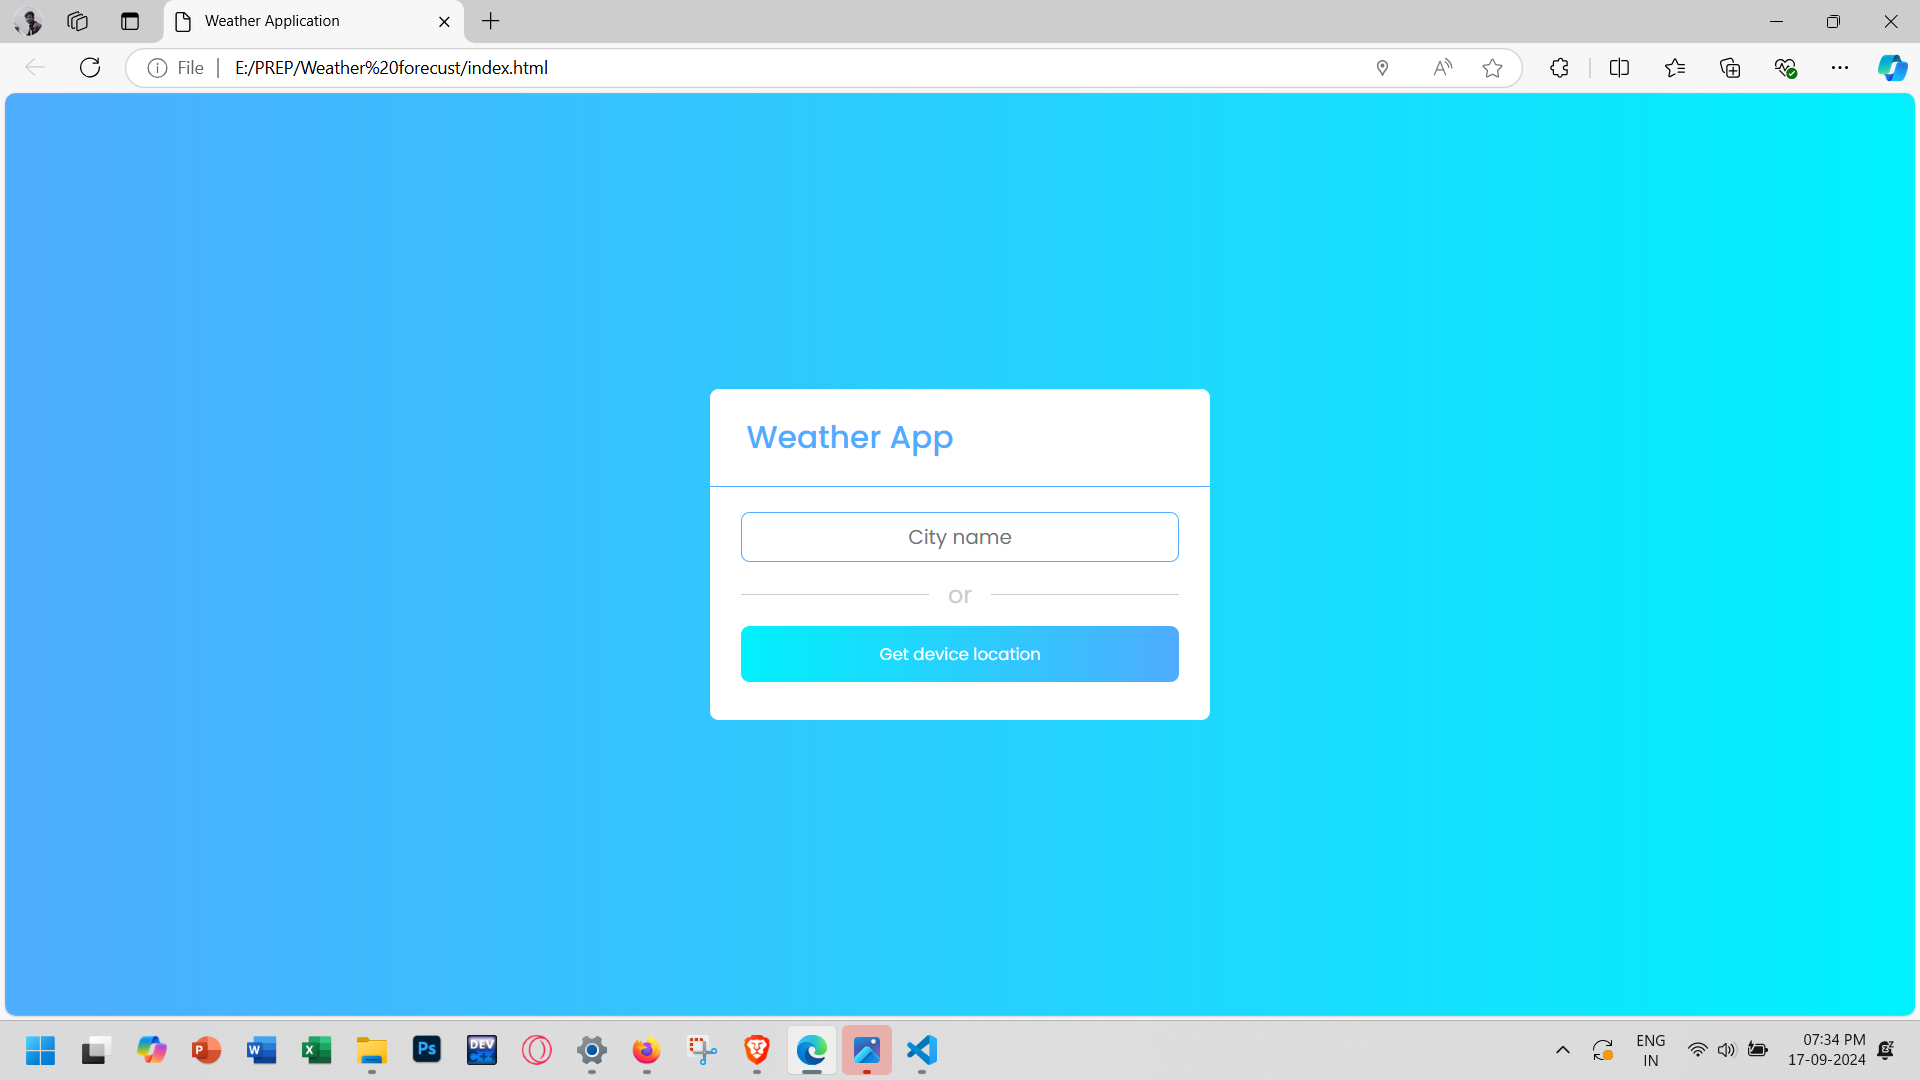 Weather Application
File
E:/PREP/Weather%20forecust/index.html
Weather App
City name
or
Get device location
ENG
IN
07:34 PM
17-09-2024